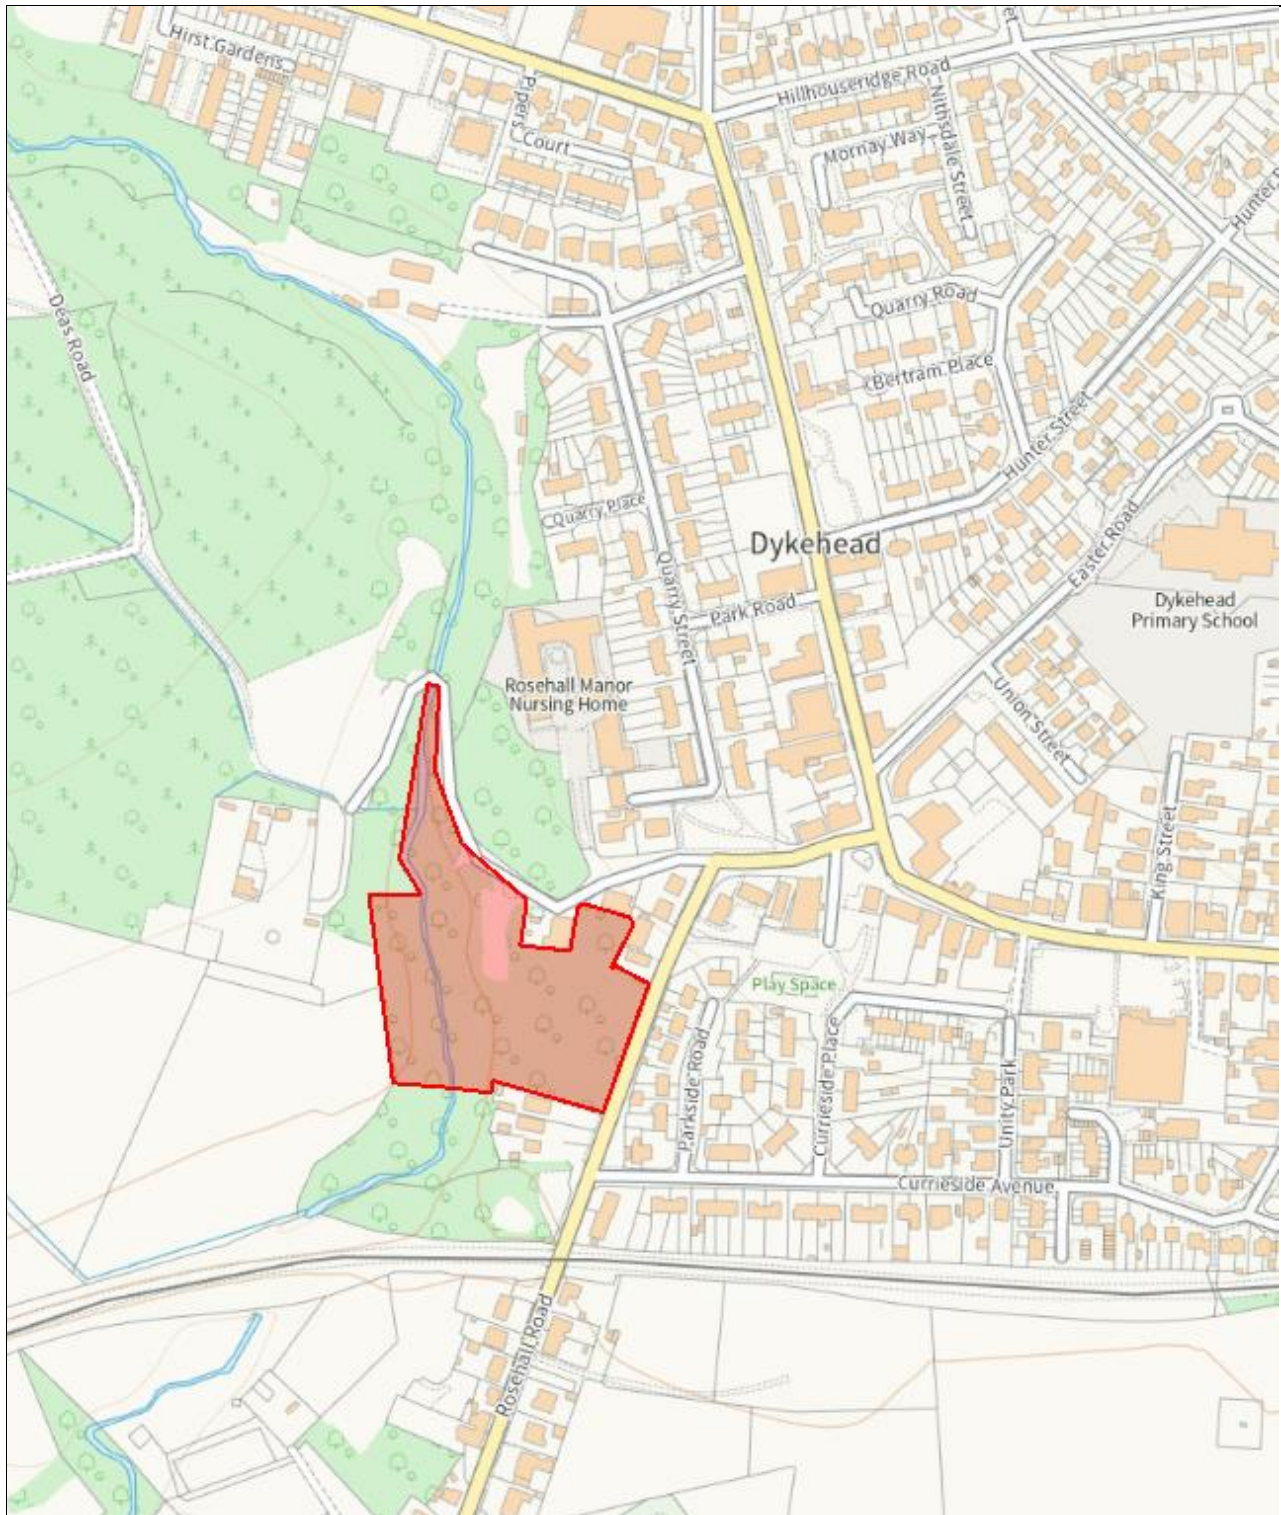 Hirst Gardens
Pipers Court
Hillhouseridge Road
Nithsdale Street
Mornay Way
Hunter
Deas Road
Quarry Road
Bertram Place
Hunter Street
Quarry Place
Dykehead
Easter Road
Quarry Street
Park Road
Dykehead
Primary School
Rosehall Manor
Nursing Home
Union Street
King Street
Play Space
Parkside Road
Currieside Place
Unity Park
Currieside Avenue
Rosehall Road